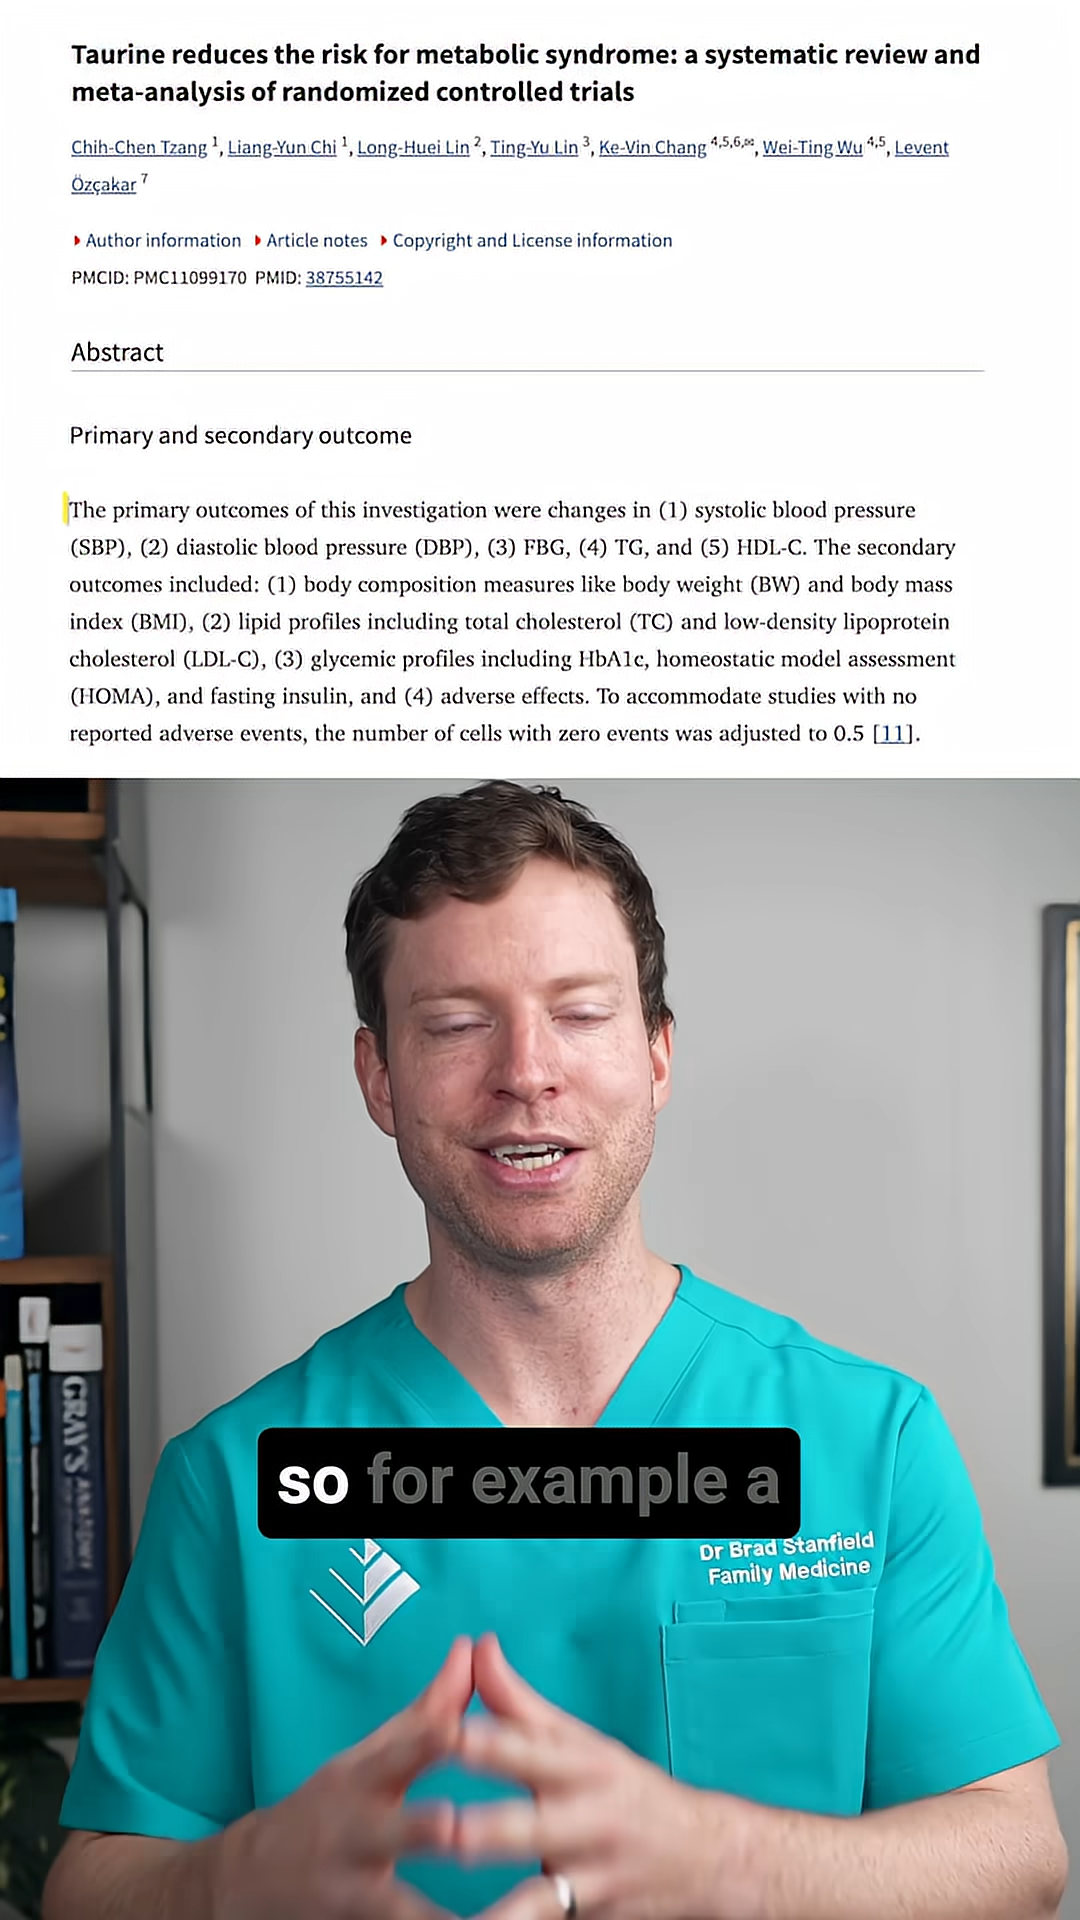 Taurine reduces the risk for metabolic syndrome: a systematic review and
meta-analysis of randomized controlled trials
Chih-Chen Tzang 1, Liang-Yun Chi 1, Long-Huei Lin 2, Ting-Yu Lin 3, Ke-Vin Chang 4,5,6,✉, Wei-Ting Wu 4,5, Levent
Özçakar 7
Author information Article notes Copyright and License information
PMCID: PMC11099170 PMID: 38755142
Abstract
Primary and secondary outcome
The primary outcomes of this investigation were changes in (1) systolic blood pressure
(SBP), (2) diastolic blood pressure (DBP), (3) FBG, (4) TG, and (5) HDL-C. The secondary
outcomes included: (1) body composition measures like body weight (BW) and body mass
index (BMI), (2) lipid profiles including total cholesterol (TC) and low-density lipoprotein
cholesterol (LDL-C), (3) glycemic profiles including HbA1c, homeostatic model assessment
(HOMA), and fasting insulin, and (4) adverse effects. To accommodate studies with no
reported adverse events, the number of cells with zero events was adjusted to 0.5 [11].
GRAY'S ANATOMY
so for example a
Dr Brad Stanfield
Family Medicine